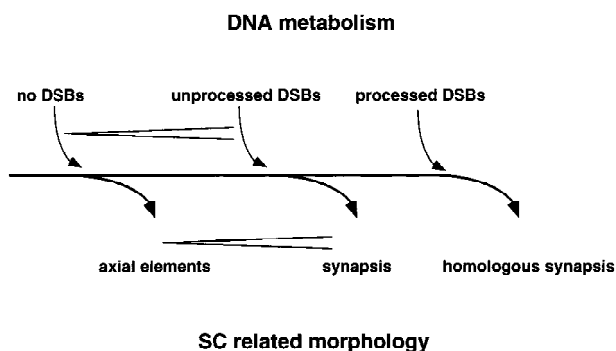 DNA metabolism
no DSBs
unprocessed DSBs
processed DSBs
axial elements
synapsis
homologous synapsis
SC related morphology